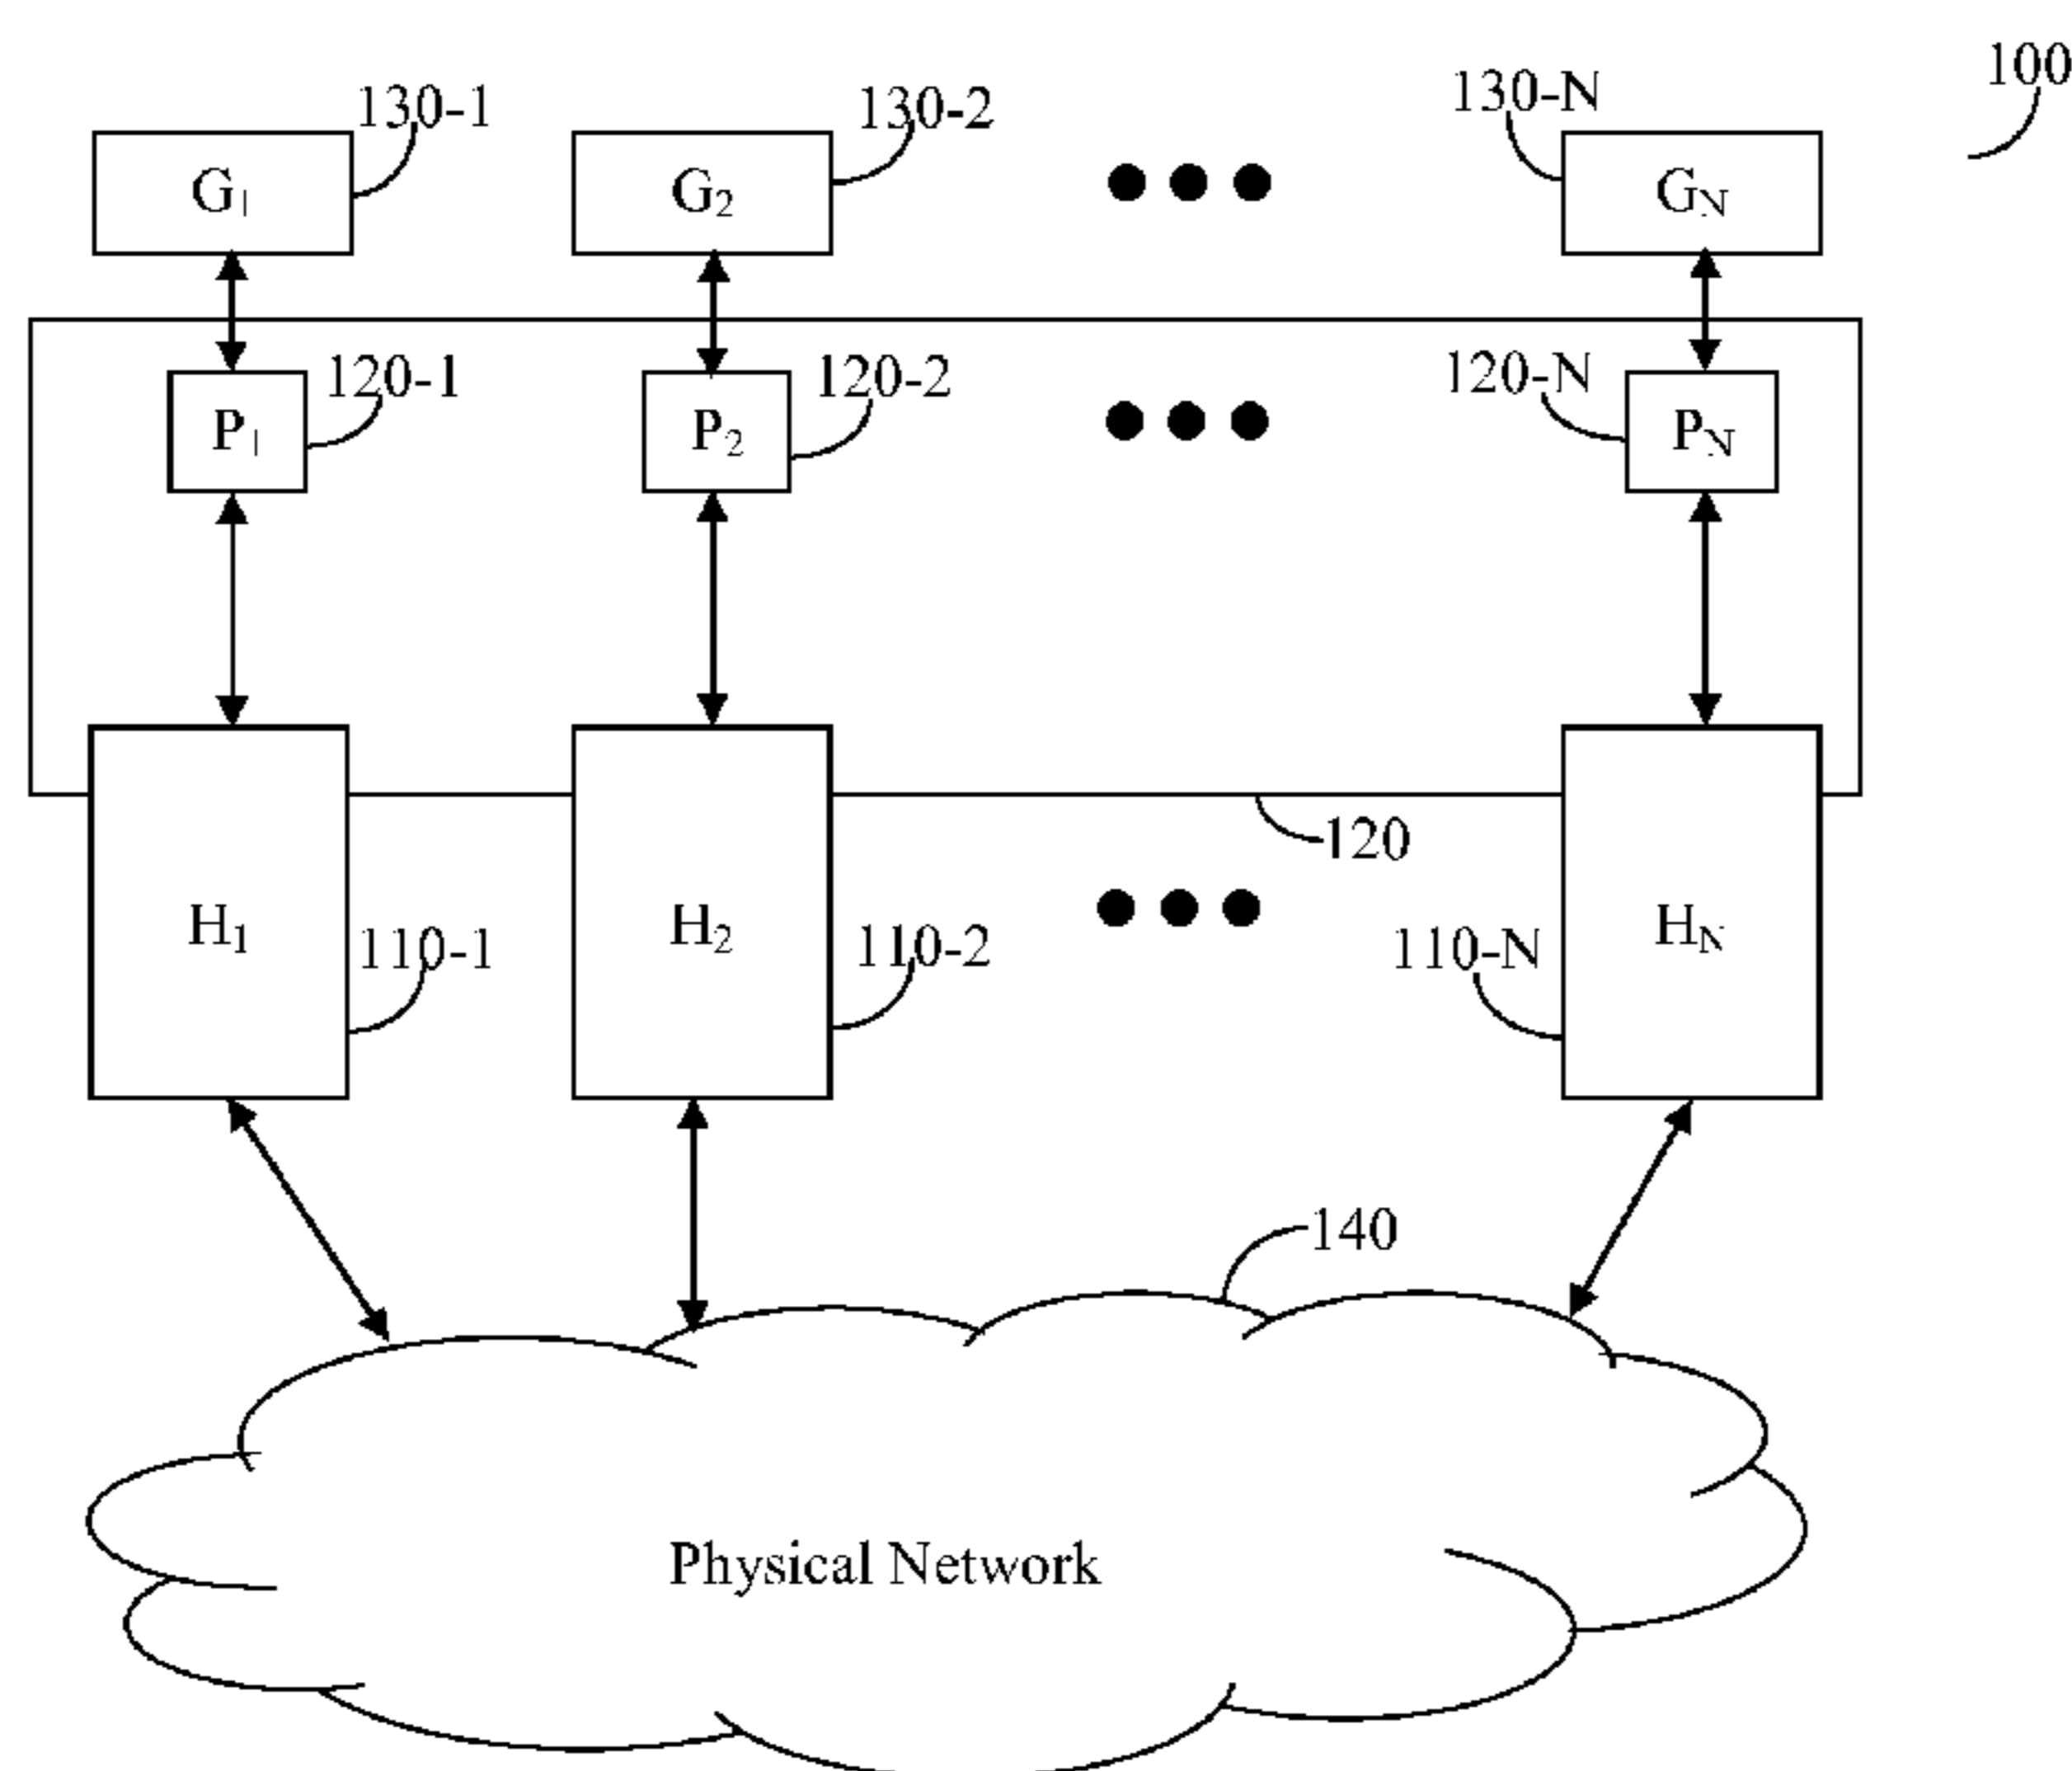 100
130-1
130-2
130-N
G1
G2
GN
120-1
120-2
120-N
P1
P2
PN
120
H1
H2
HN
110-1
110-2
110-N
140
Physical Network